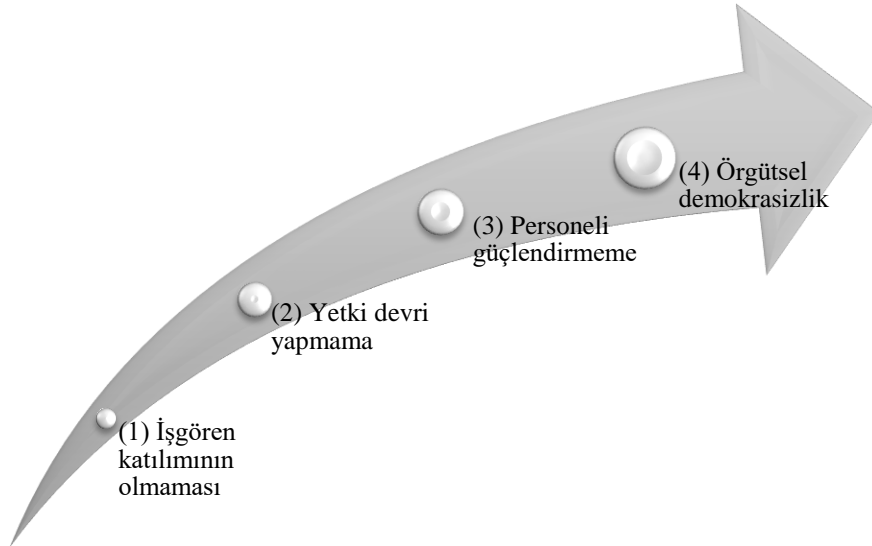 (1) İşgören
katılımının
olmaması
(2) Yetki devri
yapmama
(3) Personeli
güçlendirmeme
(4) Örgütsel
demokrasizlik